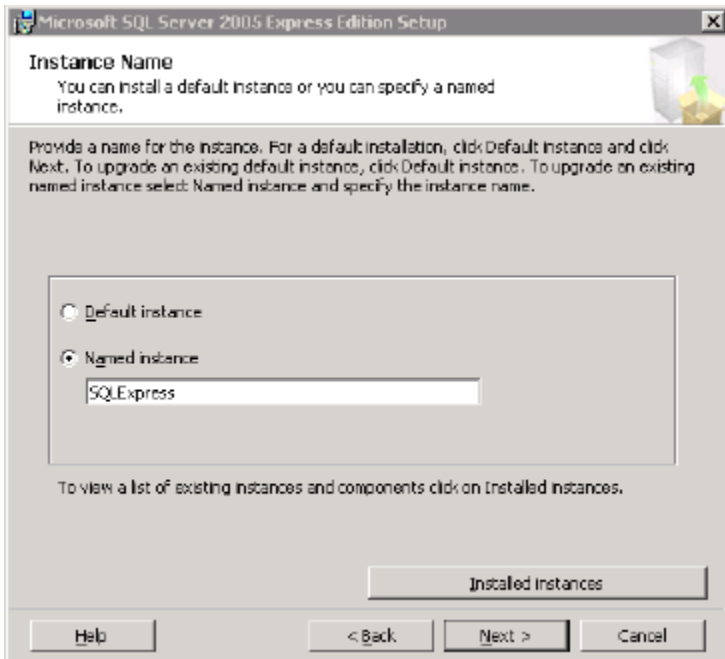 Microsoft SQL Server 2005 Express Edition Setup
Instance Name
You can install a default instance or you can specify a named
instance.
Provide a name for the instance. For a default installation, click Default instance and click
Next. To upgrade an existing default instance, click Default instance. To upgrade an existing
named instance select Named instance and specify the instance name.
Default instance
Named instance
SQLExpress
To view a list of existing instances and components click on Installed instances.
Installed instances
Help
< Back
Next >
Cancel